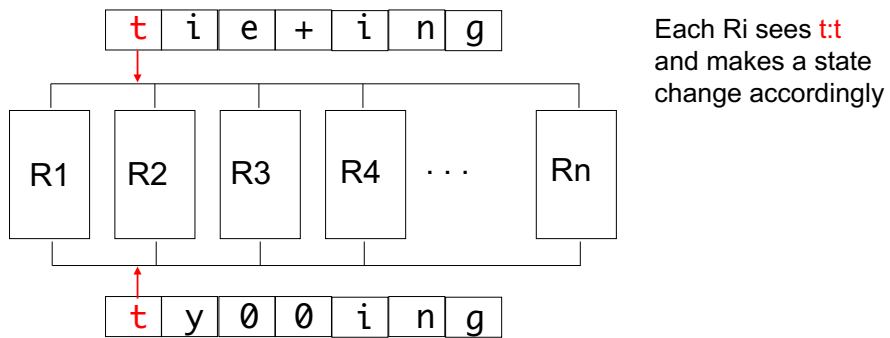 t i e + i n g
Each Ri sees t:t
and makes a state
change accordingly
R1 R2 R3 R4 . . . Rn
t y 0 0 i n g